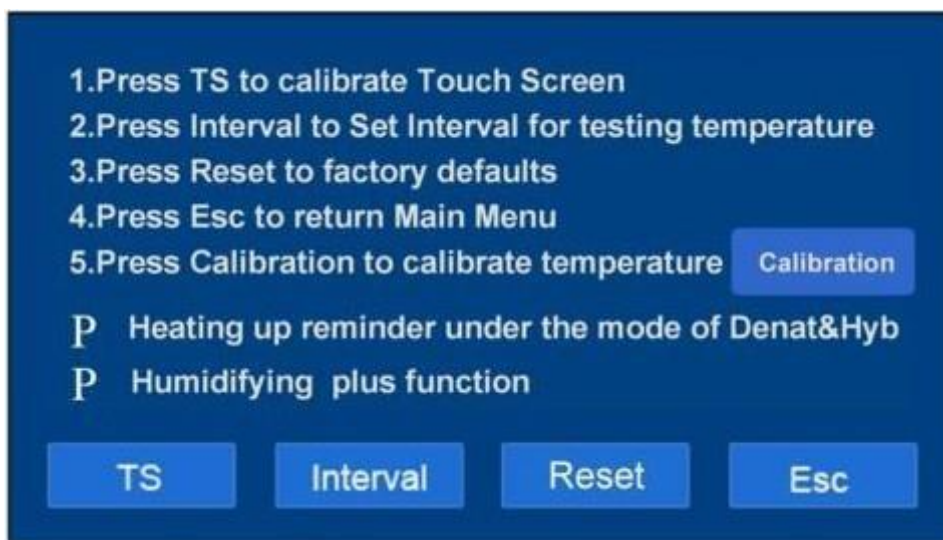 1.Press TS to calibrate Touch Screen
2.Press Interval to Set Interval for testing temperature
3.Press Reset to factory defaults
4.Press Esc to return Main Menu
5.Press Calibration to calibrate temperature Calibration
P Heating up reminder under the mode of Denat&Hyb
P Humidifying plus function
TS Interval Reset Esc